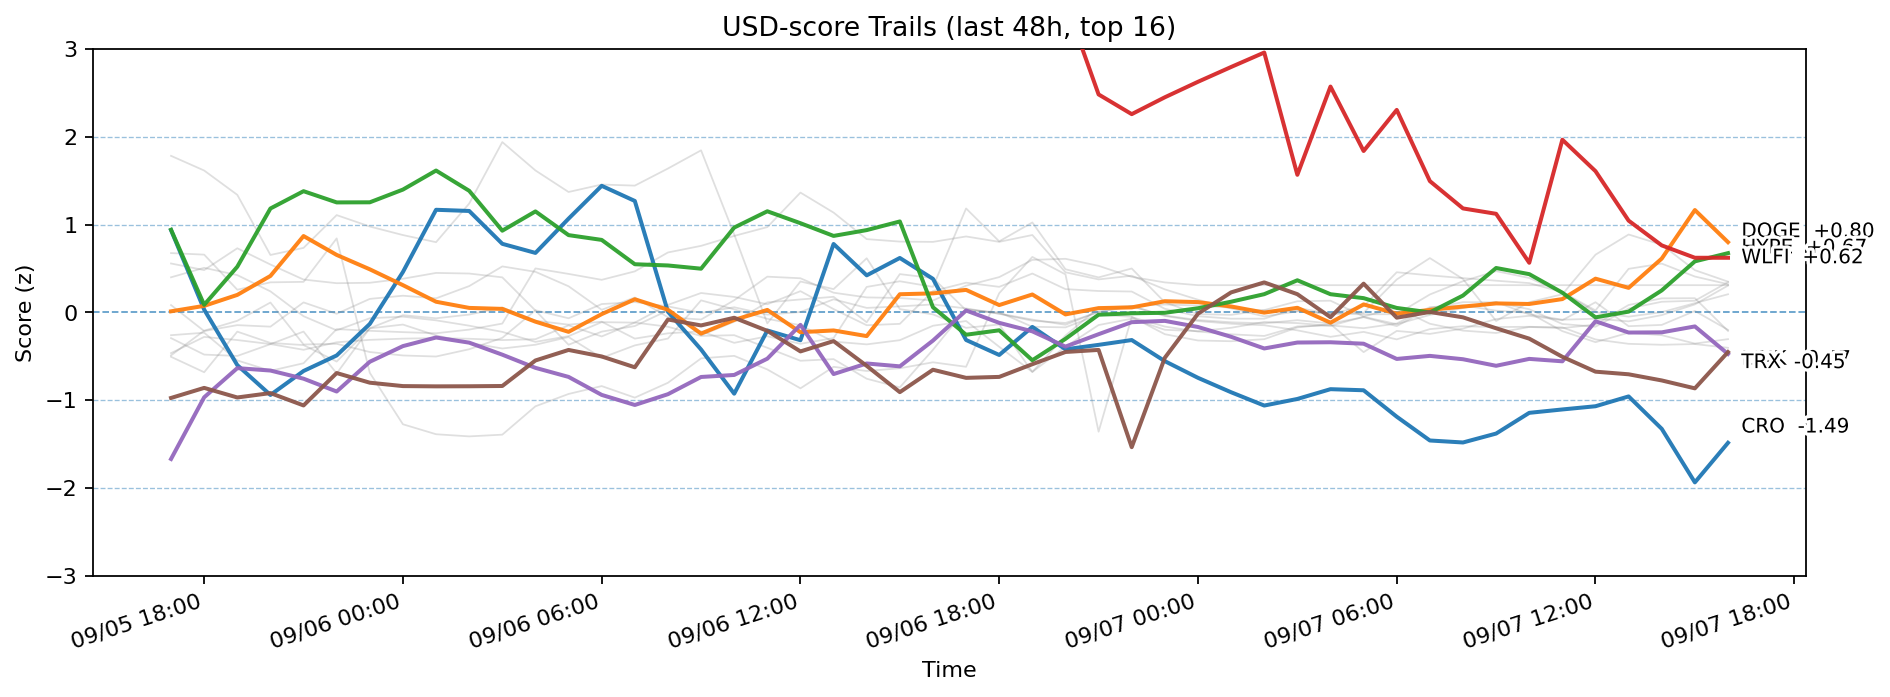 USD-score Trails (last 48h, top 16)
Score (z)
3
2
1
0
−1
−2
−3
DOGE +0.80
HYPE +0.67
WLFI +0.62
TRX -0.45
CRO -1.49
09/05 18:00
09/06 00:00
09/06 06:00
09/06 12:00
09/06 18:00
09/07 00:00
09/07 06:00
09/07 12:00
09/07 18:00
Time